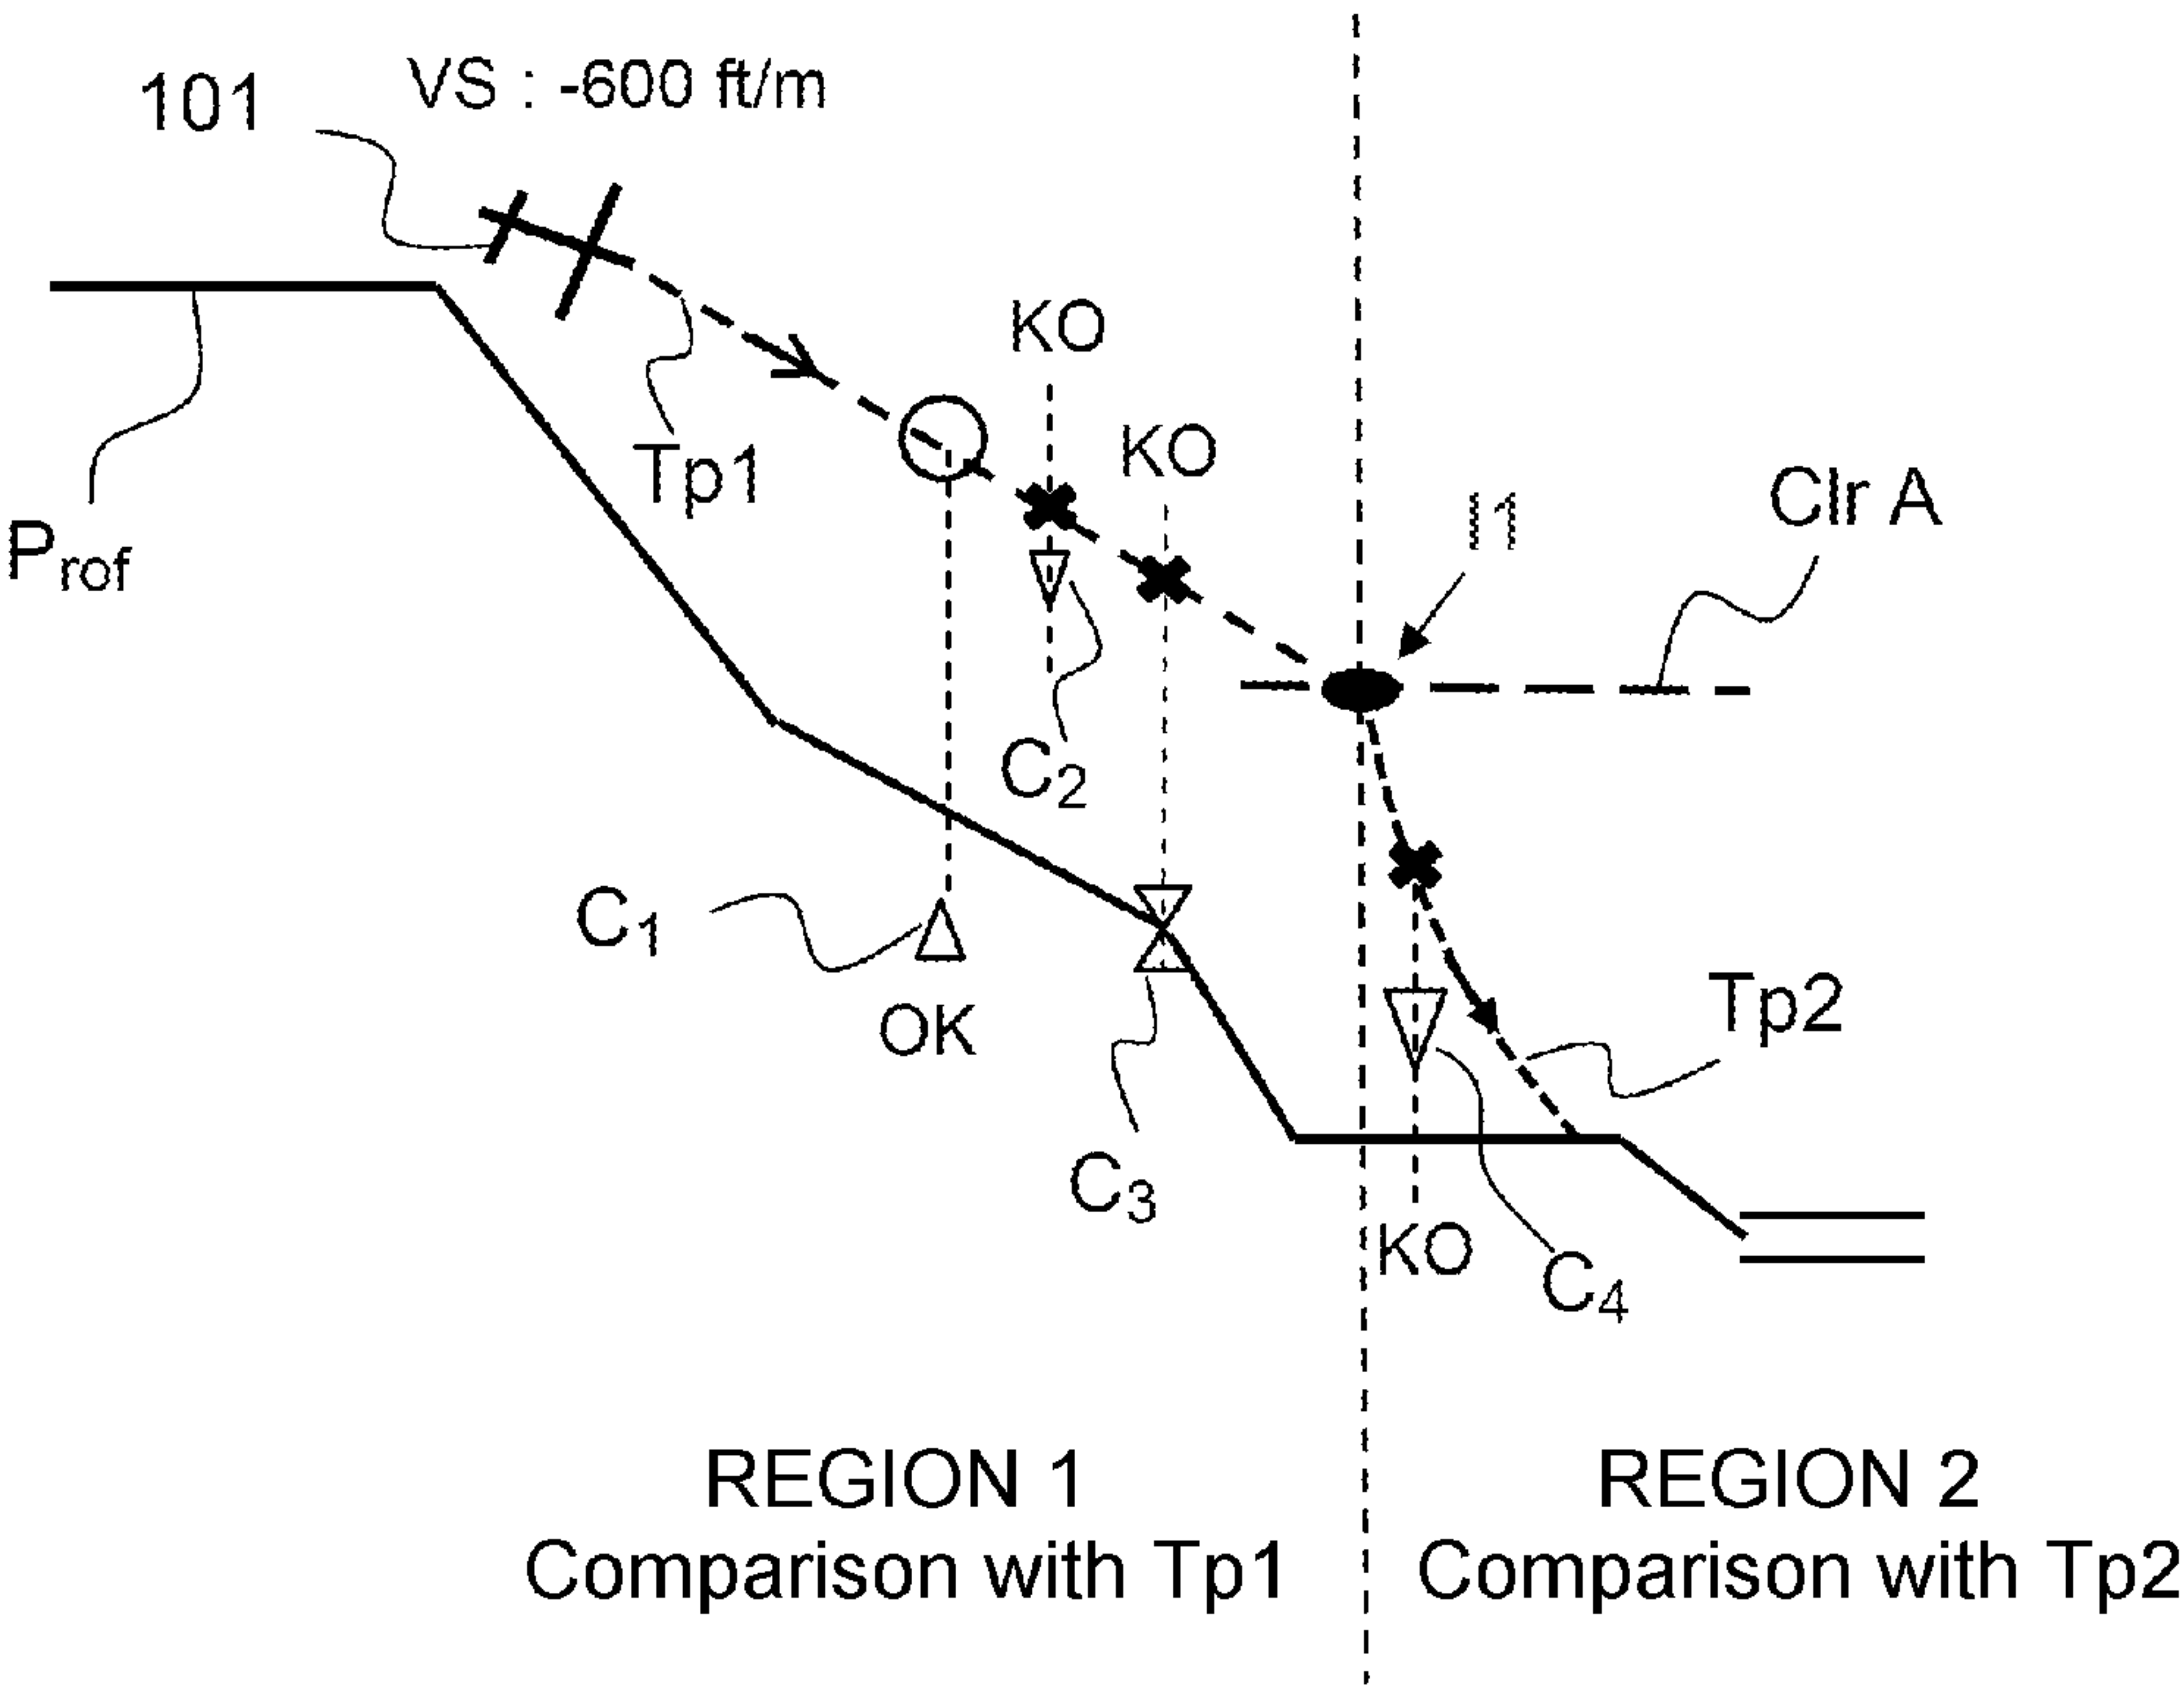 101
VS : -600 ft/m
KO
KO
Tp1
Clr A
I1
Prof
C2
C1
OK
Tp2
C3
KO
C4
REGION 1
Comparison with Tp1
REGION 2
Comparison with Tp2